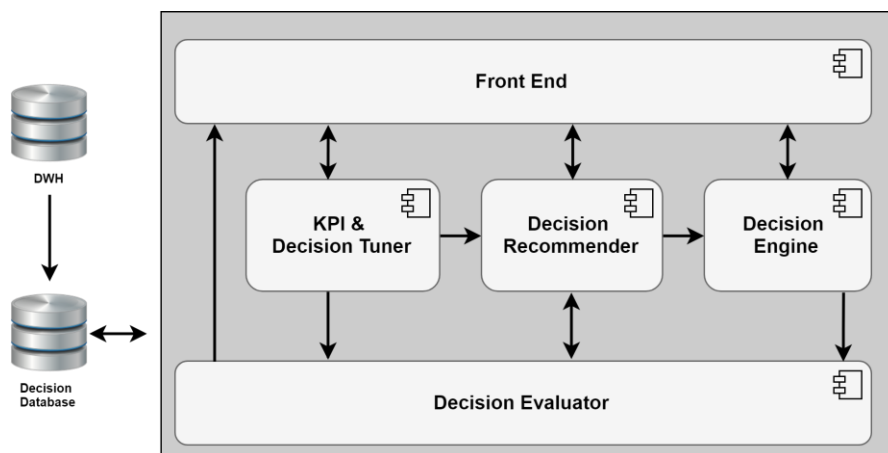 Front End
DWH
KPI &
Decision Tuner
Decision
Recommender
Decision
Engine
Decision
Database
Decision Evaluator